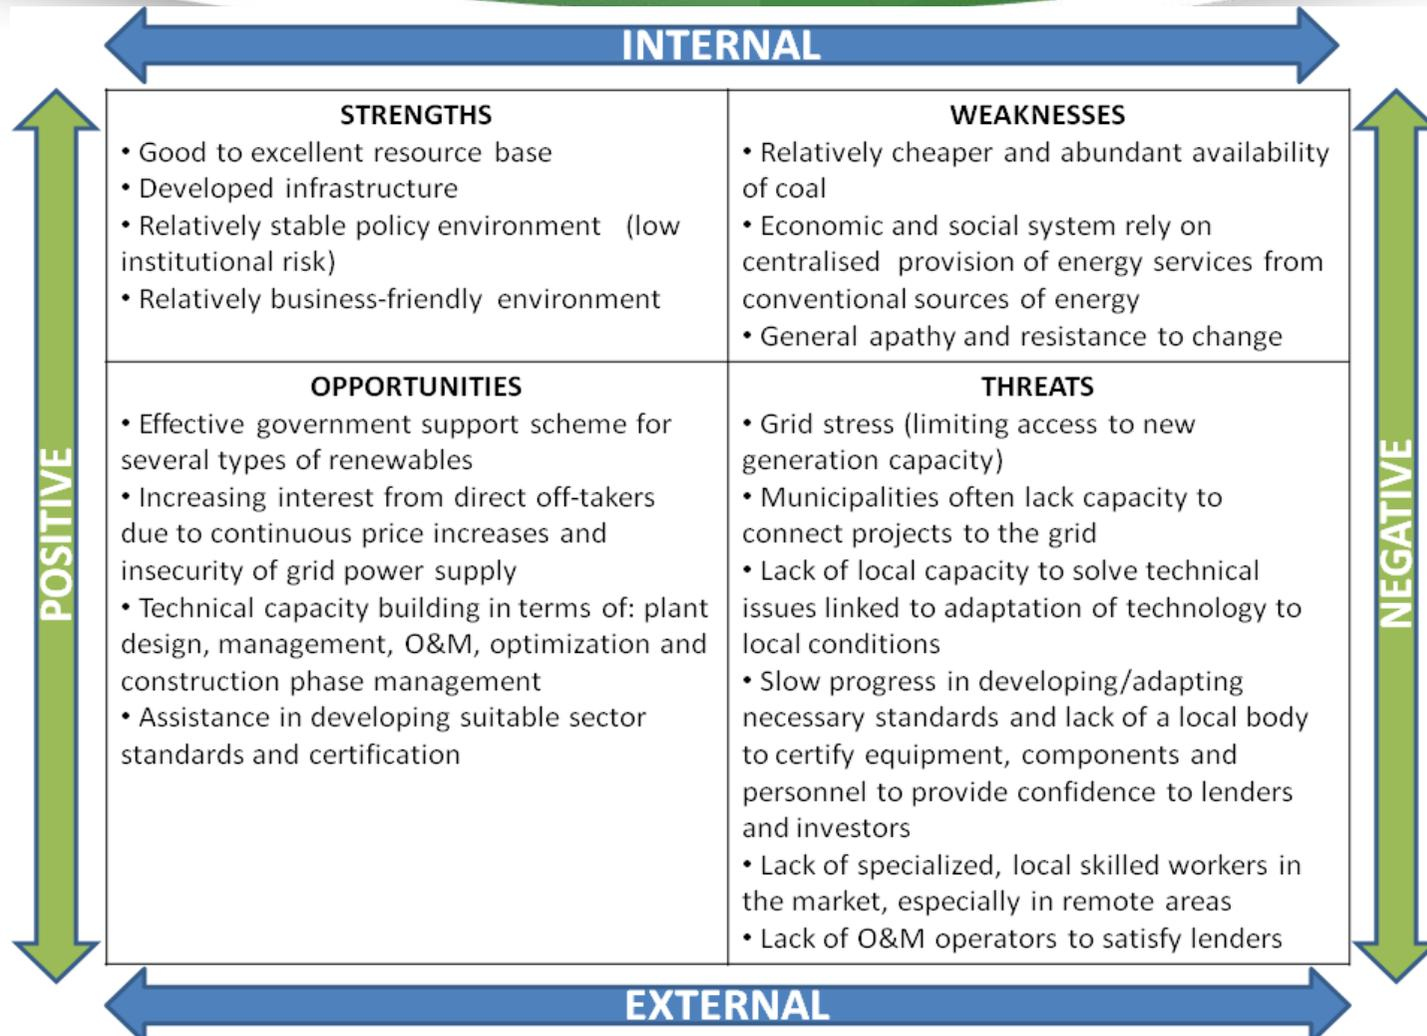 INTERNAL
STRENGTHS
• Good to excellent resource base
• Developed infrastructure
• Relatively stable policy environment (low
institutional risk)
• Relatively business-friendly environment
WEAKNESSES
• Relatively cheaper and abundant availability
of coal
• Economic and social system rely on
centralised provision of energy services from
conventional sources of energy
• General apathy and resistance to change
POSITIVE
OPPORTUNITIES
• Effective government support scheme for
several types of renewables
• Increasing interest from direct off-takers
due to continuous price increases and
insecurity of grid power supply
• Technical capacity building in terms of: plant
design, management, O&M, optimization and
construction phase management
• Assistance in developing suitable sector
standards and certification
THREATS
• Grid stress (limiting access to new
generation capacity)
• Municipalities often lack capacity to
connect projects to the grid
• Lack of local capacity to solve technical
issues linked to adaptation of technology to
local conditions
• Slow progress in developing/adapting
necessary standards and lack of a local body
to certify equipment, components and
personnel to provide confidence to lenders
and investors
• Lack of specialized, local skilled workers in
the market, especially in remote areas
• Lack of O&M operators to satisfy lenders
NEGATIVE
EXTERNAL